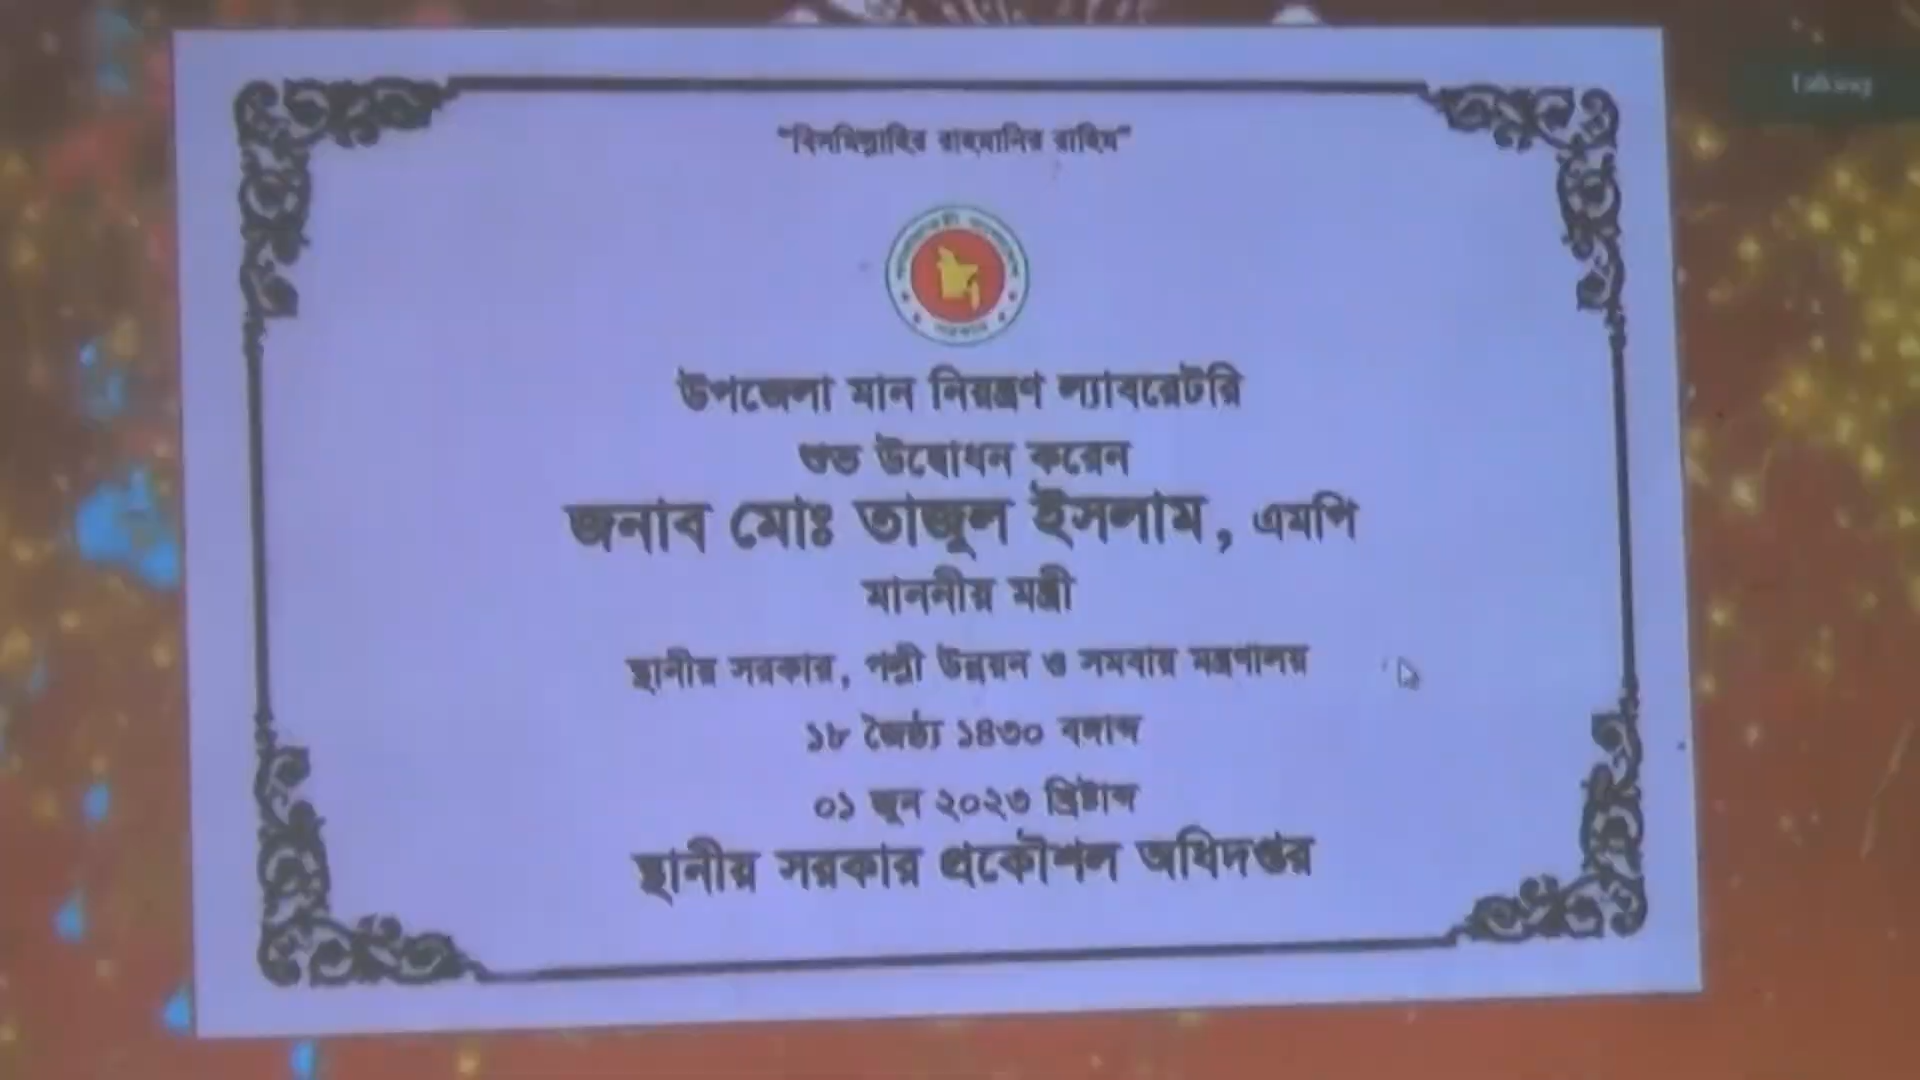 "বিসমিল্লাহির রাহমানির রাহিম"
উপজেলা মান নিয়ন্ত্রণ ল্যাবরেটরি
শুভ উদ্বোধন করেন
জনাব মোঃ তাজুল ইসলাম, এমপি
মাননীয় মন্ত্রী
স্থানীয় সরকার, পল্লী উন্নয়ন ও সমবায় মন্ত্রণালয়
১৮ জ্যৈষ্ঠ্য ১৪৩০ বঙ্গাব্দ
০১ জুন ২০২৩ খ্রিষ্টাব্দ
স্থানীয় সরকার প্রকৌশল অধিদপ্তর
Talking